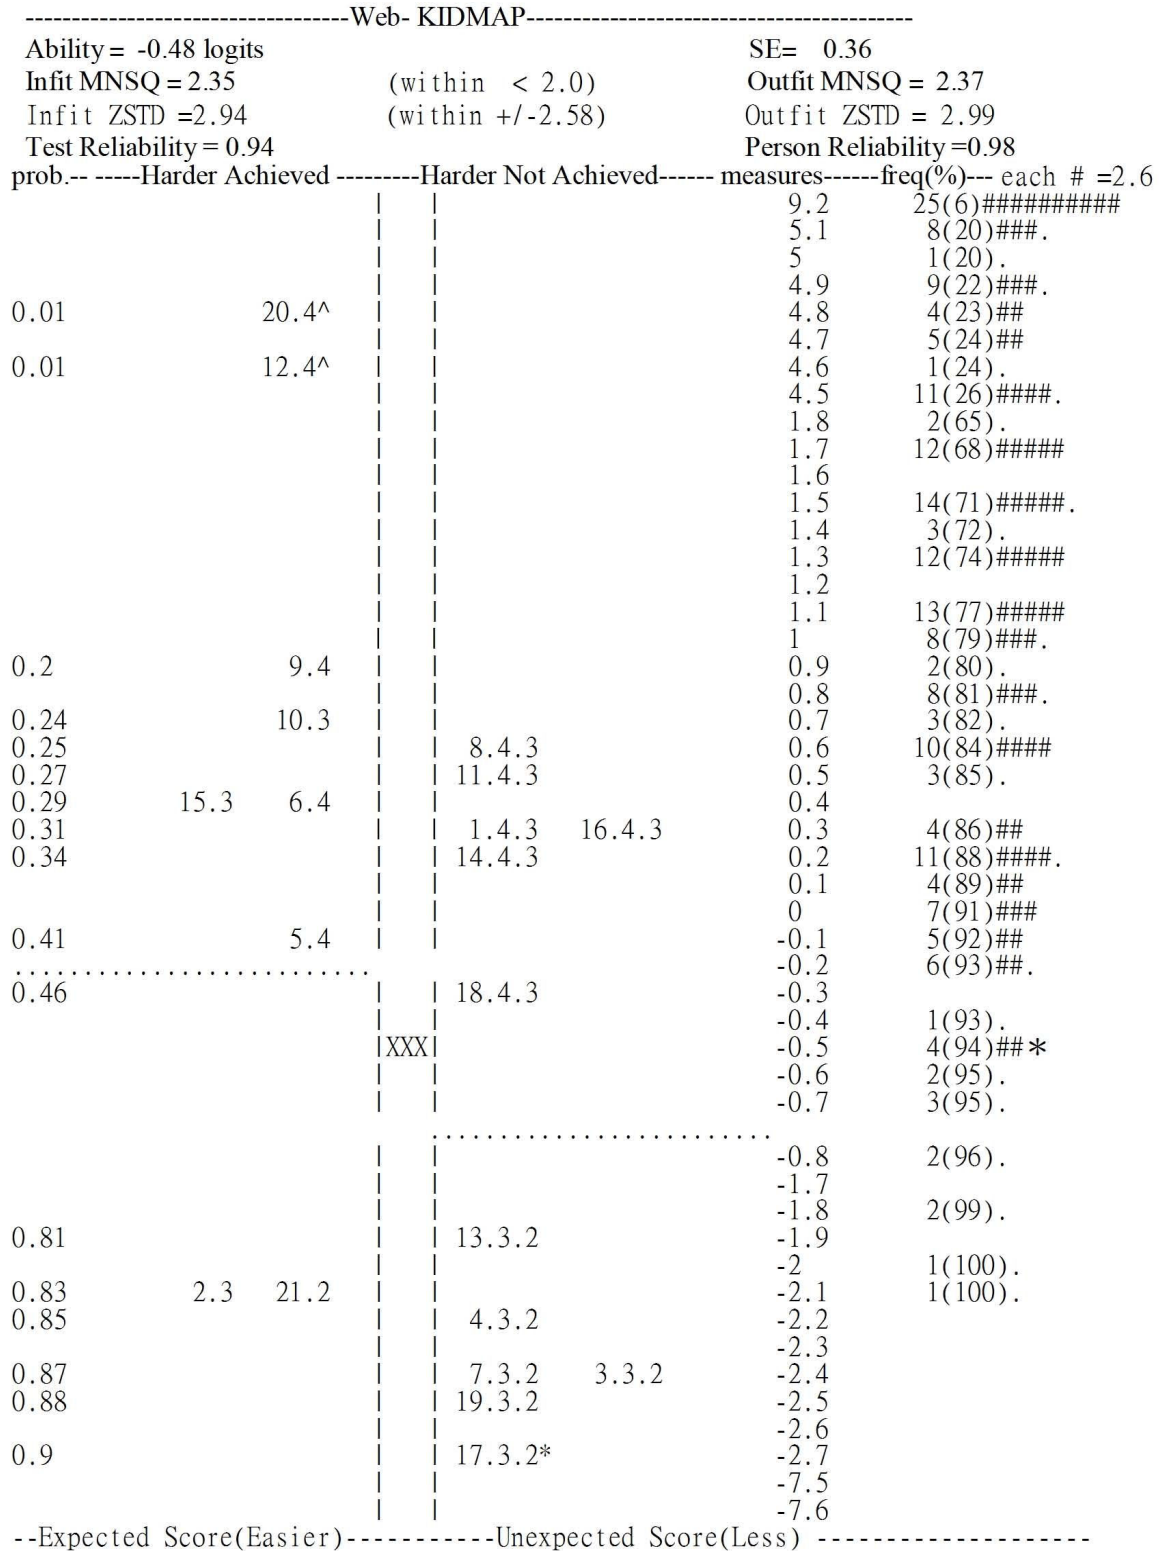 -----------------------------------Web- KIDMAP-----------------------------------------
Ability = -0.48 logits SE= 0.36
Infit MNSQ = 2.35 (within < 2.0) Outfit MNSQ = 2.37
Infit ZSTD =2.94 (within +/-2.58) Outfit ZSTD = 2.99
Test Reliability = 0.94 Person Reliability =0.98
prob.-- -----Harder Achieved ---------Harder Not Achieved------ measures------freq(%)--- each # =2.6
| | 9.2 25(6)##########
| | 5.1 8(20)###.
| | 5 1(20).
| | 4.9 9(22)###.
0.01 20.4^ | | 4.8 4(23)##
| | 4.7 5(24)##
0.01 12.4^ | | 4.6 1(24).
| | 4.5 11(26)####.
| | 1.8 2(65).
| | 1.7 12(68)#####
| | 1.6
| | 1.5 14(71)#####.
| | 1.4 3(72).
| | 1.3 12(74)#####
| | 1.2
| | 1.1 13(77)#####
| | 1 8(79)###.
0.2 9.4 | | 0.9 2(80).
| | 0.8 8(81)###.
0.24 10.3 | | 0.7 3(82).
0.25 | | 8.4.3 0.6 10(84)####
0.27 | | 11.4.3 0.5 3(85).
0.29 15.3 6.4 | | 0.4
0.31 | | 1.4.3 16.4.3 0.3 4(86)##
0.34 | | 14.4.3 0.2 11(88)####.
| | 0.1 4(89)##
| | 0 7(91)###
0.41 5.4 | | -0.1 5(92)##
.......................... -0.2 6(93)##.
0.46 | | 18.4.3 -0.3
| | -0.4 1(93).
|XXX| -0.5 4(94)##*
| | -0.6 2(95).
| | -0.7 3(95).
.........................
| | -0.8 2(96).
| | -1.7
| | -1.8 2(99).
0.81 | | 13.3.2 -1.9
| | -2 1(100).
0.83 2.3 21.2 | | -2.1 1(100).
0.85 | | 4.3.2 -2.2
| | -2.3
0.87 | | 7.3.2 3.3.2 -2.4
0.88 | | 19.3.2 -2.5
| | -2.6
0.9 | | 17.3.2* -2.7
| | -7.5
| | -7.6
--Expected Score(Easier)-----------Unexpected Score(Less) --------------------